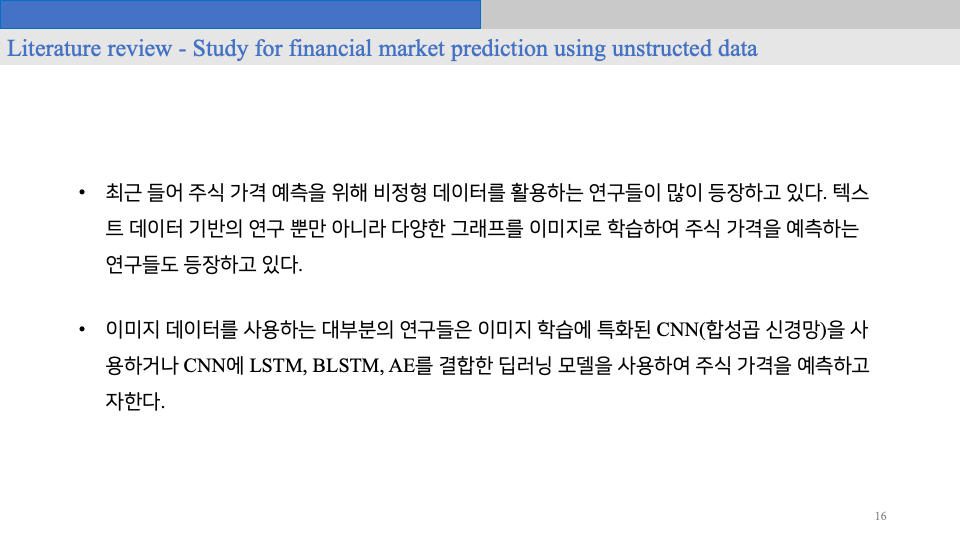 Literature review - Study for financial market prediction using unstructed data
• 최근 들어 주식 가격 예측을 위해 비정형 데이터를 활용하는 연구들이 많이 등장하고 있다. 텍스
트 데이터 기반의 연구 뿐만 아니라 다양한 그래프를 이미지로 학습하여 주식 가격을 예측하는
연구들도 등장하고 있다.
• 이미지 데이터를 사용하는 대부분의 연구들은 이미지 학습에 특화된 CNN(합성곱 신경망)을 사
용하거나 CNN에 LSTM, BLSTM, AE를 결합한 딥러닝 모델을 사용하여 주식 가격을 예측하고
자한다.
16